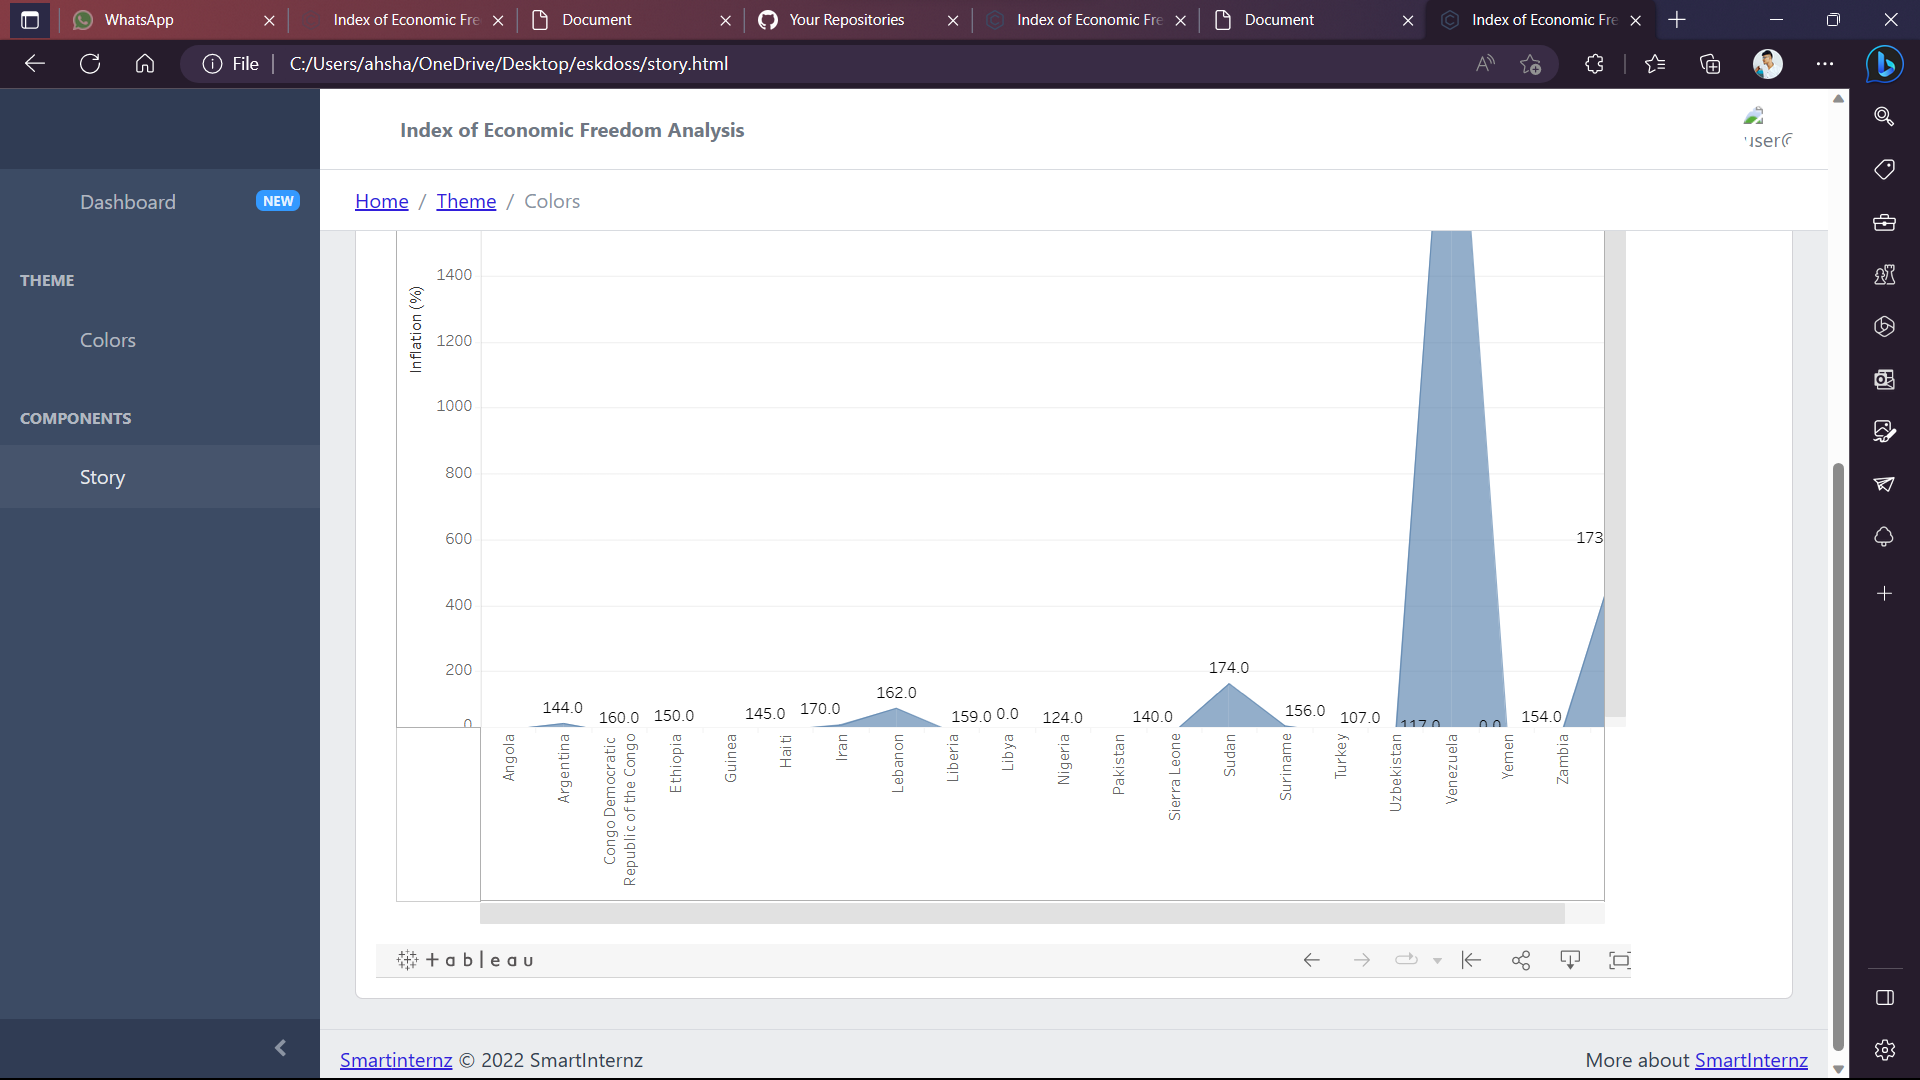 WhatsApp
Index of Economic Fre
Document
Your Repositories
Index of Economic Fre
Document
Index of Economic Fre
File
C:/Users/ahsha/OneDrive/Desktop/eskdoss/story.html
Index of Economic Freedom Analysis
Home / Theme / Colors
Dashboard NEW
THEME
Colors
COMPONENTS
Story
Inflation (%)
1400
1200
1000
800
600
400
200
0
173
174.0
162.0
144.0 160.0 150.0 145.0 170.0 159.0 0.0 124.0 140.0 156.0 107.0 117.0 0.0 154.0
Angola
Argentina
Congo Democratic
Republic of the Congo
Ethiopia
Guinea
Haiti
Iran
Lebanon
Liberia
Libya
Nigeria
Pakistan
Sierra Leone
Sudan
Suriname
Turkey
Uzbekistan
Venezuela
Yemen
Zambia
+ a b l e a u
Smartinternz © 2022 SmartInternz
More about SmartInternz